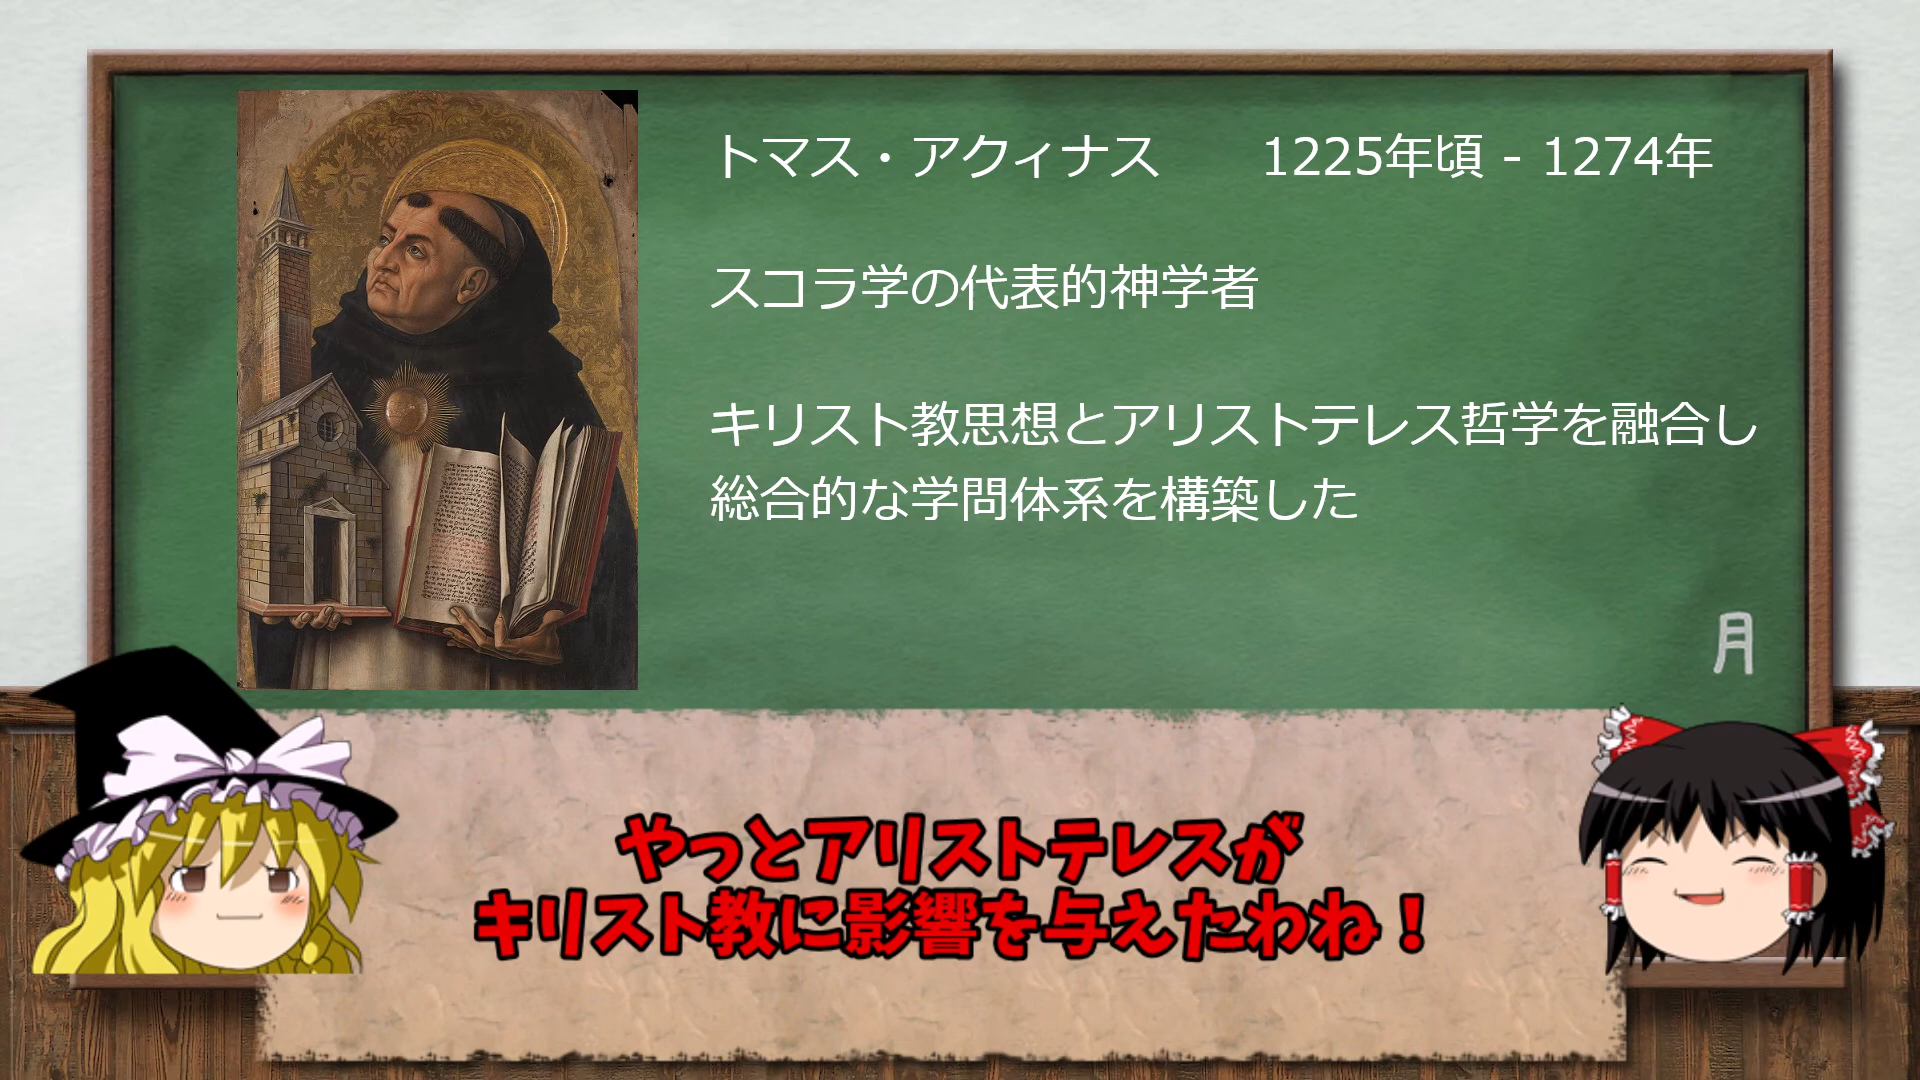 トマス・アクィナス　　1225年頃 - 1274年
スコラ学の代表的神学者
キリスト教思想とアリストテレス哲学を融合し
総合的な学問体系を構築した
月
やっとアリストテレスが
キリスト教に影響を与えたわね！